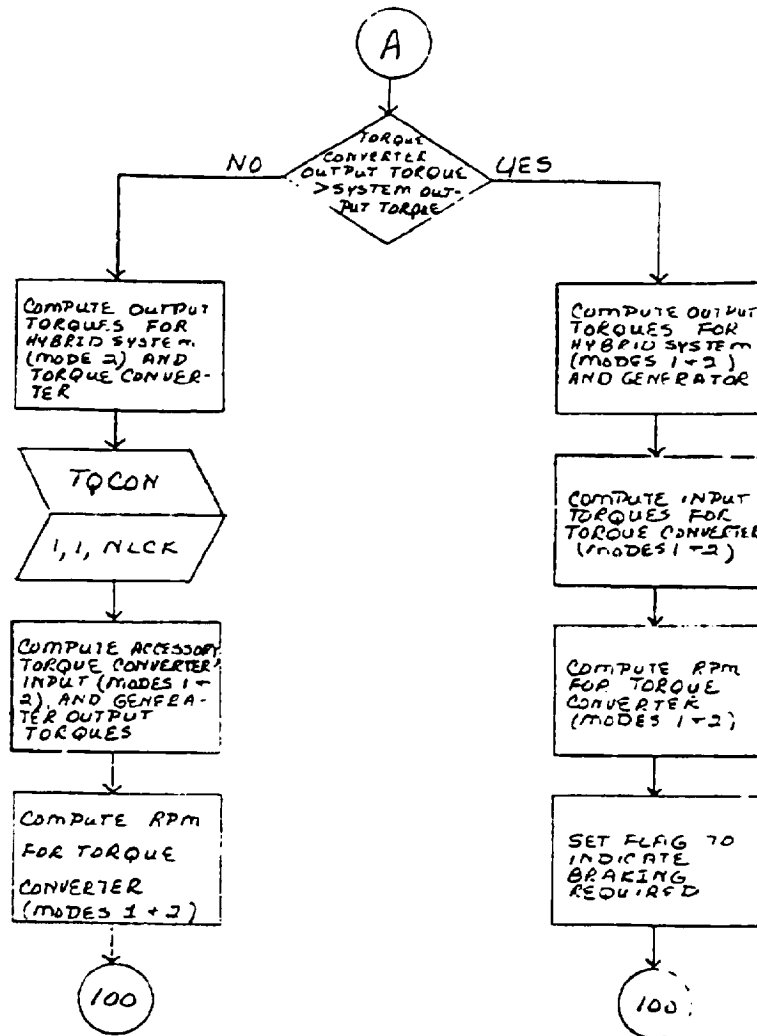 A
TORQUE
CONVERTER
OUTPUT TORQUE
> SYSTEM OUT-
PUT TORQUE
NO
YES
COMPUTE OUTPUT
TORQUES FOR
HYBRID SYSTEM
(MODE 2) AND
TORQUE CONVER-
TER
TQCON
1, 1, NLCK
COMPUTE ACCESSORY
TORQUE CONVERTER
INPUT (MODES 1 +
2), AND GENERA-
TER OUTPUT
TORQUES
COMPUTE RPM
FOR TORQUE
CONVERTER
(MODES 1 + 2)
100
COMPUTE OUTPUT
TORQUES FOR
HYBRID SYSTEM
(MODES 1 + 2)
AND GENERATOR
COMPUTE INPUT
TORQUES FOR
TORQUE CONVERTER
(MODES 1 + 2)
COMPUTE RPM
FOR TORQUE
CONVERTER
(MODES 1 + 2)
SET FLAG TO
INDICATE
BRAKING
REQUIRED
100